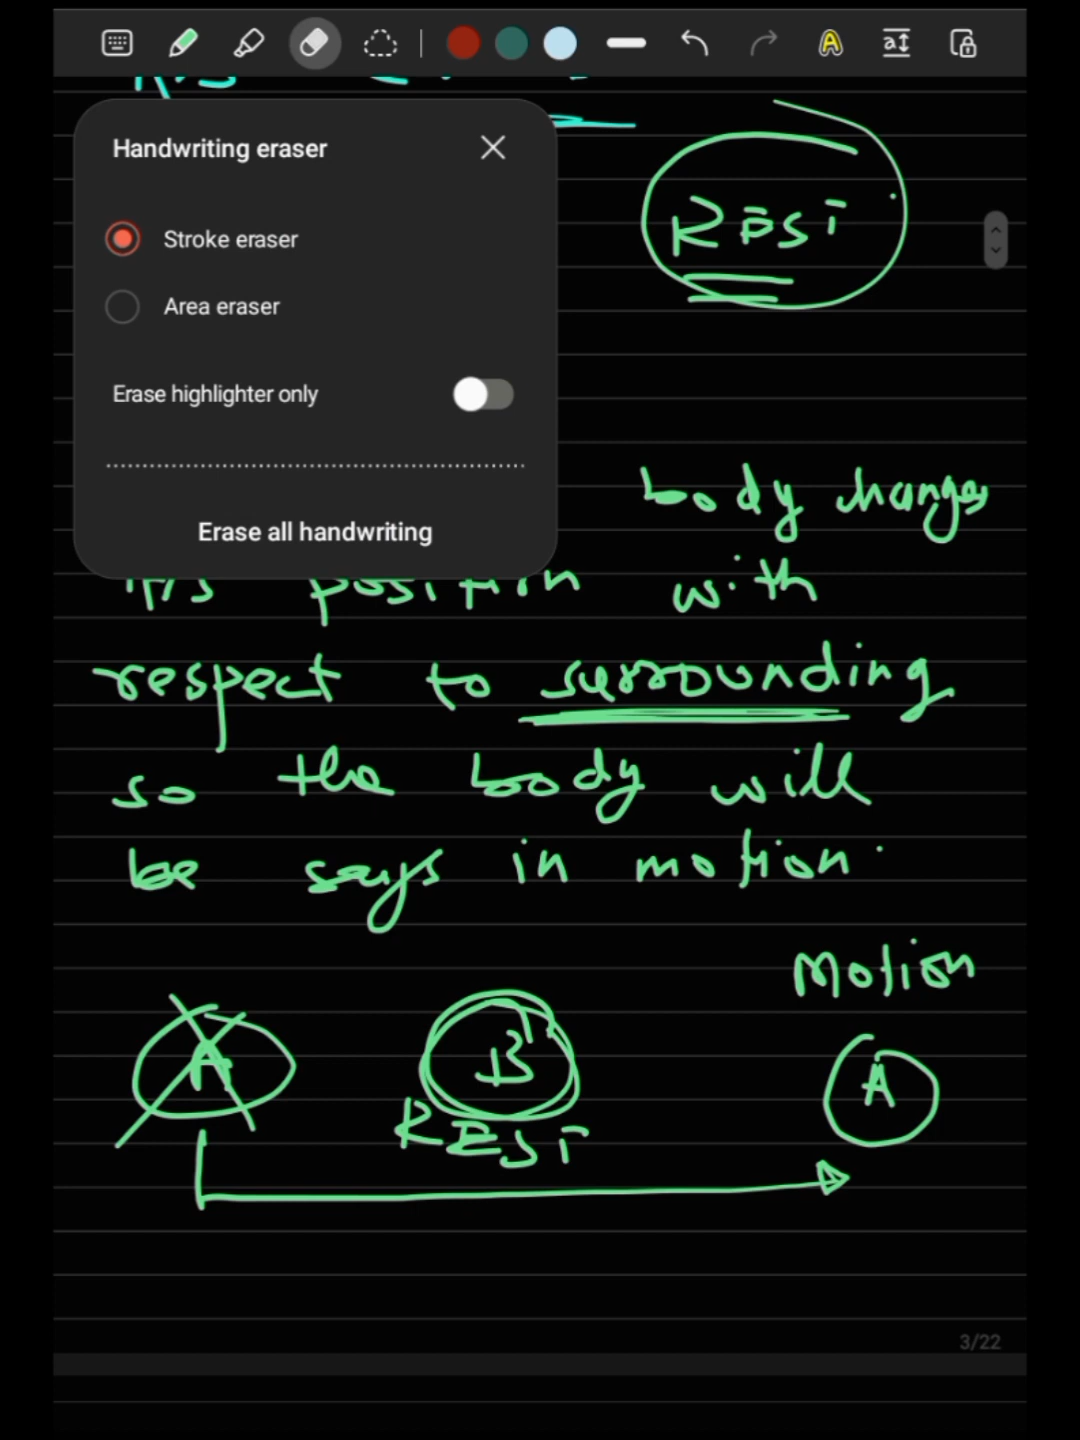 Handwriting eraser
Stroke eraser
Area eraser
Erase highlighter only
Erase all handwriting
REST
body changes
its position with
respect to surrounding
so the body will
be says in motion.
Motion
A B A
REST
3/22